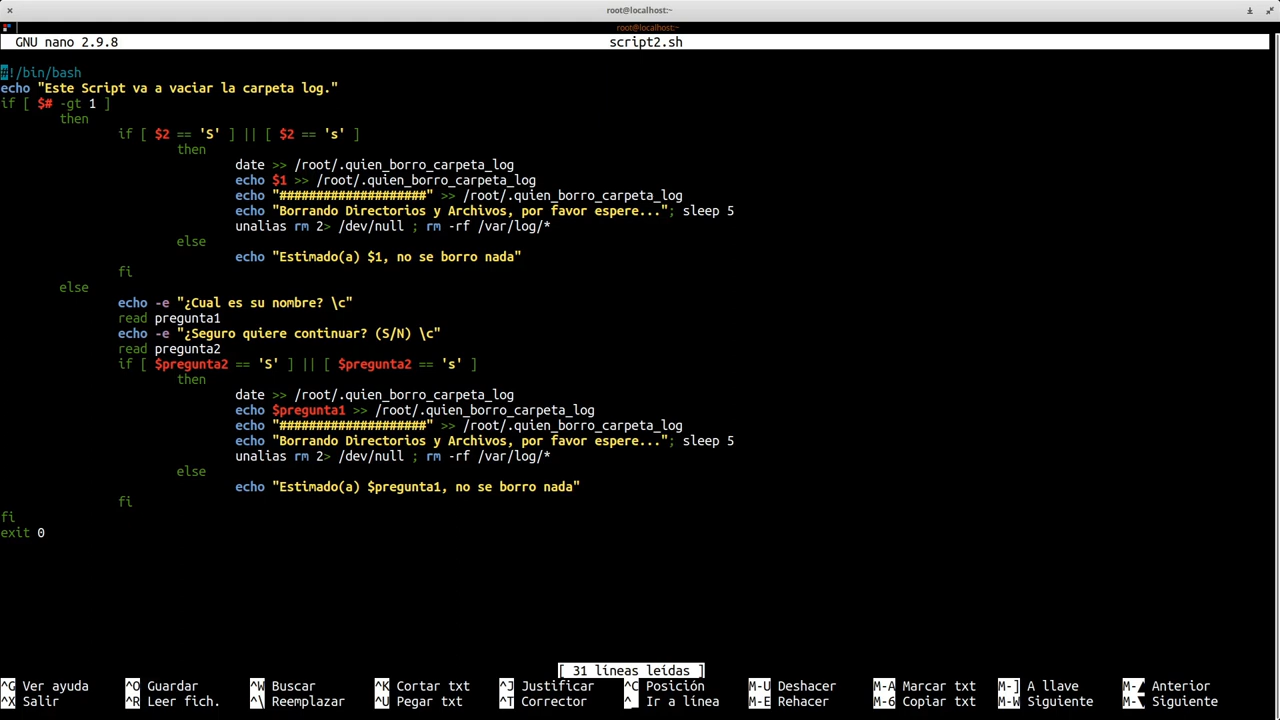 root@localhost:~
root@localhost:~
GNU nano 2.9.8 script2.sh
#!/bin/bash
echo "Este Script va a vaciar la carpeta log."
if [ $# -gt 1 ]
then
if [ $2 == 'S' ] || [ $2 == 's' ]
then
date >> /root/.quien_borro_carpeta_log
echo $1 >> /root/.quien_borro_carpeta_log
echo "####################" >> /root/.quien_borro_carpeta_log
echo "Borrando Directorios y Archivos, por favor espere..."; sleep 5
unalias rm 2> /dev/null ; rm -rf /var/log/*
else
echo "Estimado(a) $1, no se borro nada"
fi
else
echo -e "¿Cual es su nombre? \c"
read pregunta1
echo -e "¿Seguro quiere continuar? (S/N) \c"
read pregunta2
if [ $pregunta2 == 'S' ] || [ $pregunta2 == 's' ]
then
date >> /root/.quien_borro_carpeta_log
echo $pregunta1 >> /root/.quien_borro_carpeta_log
echo "####################" >> /root/.quien_borro_carpeta_log
echo "Borrando Directorios y Archivos, por favor espere..."; sleep 5
unalias rm 2> /dev/null ; rm -rf /var/log/*
else
echo "Estimado(a) $pregunta1, no se borro nada"
fi
fi
exit 0
[ 31 líneas leídas ]
^G Ver ayuda ^O Guardar ^W Buscar ^K Cortar txt ^J Justificar ^C Posición M-U Deshacer M-A Marcar txt M-] A llave M-▲ Anterior
^X Salir ^R Leer fich. ^\ Reemplazar ^U Pegar txt ^T Corrector ^_ Ir a línea M-E Rehacer M-6 Copiar txt M-W Siguiente M-▼ Siguiente